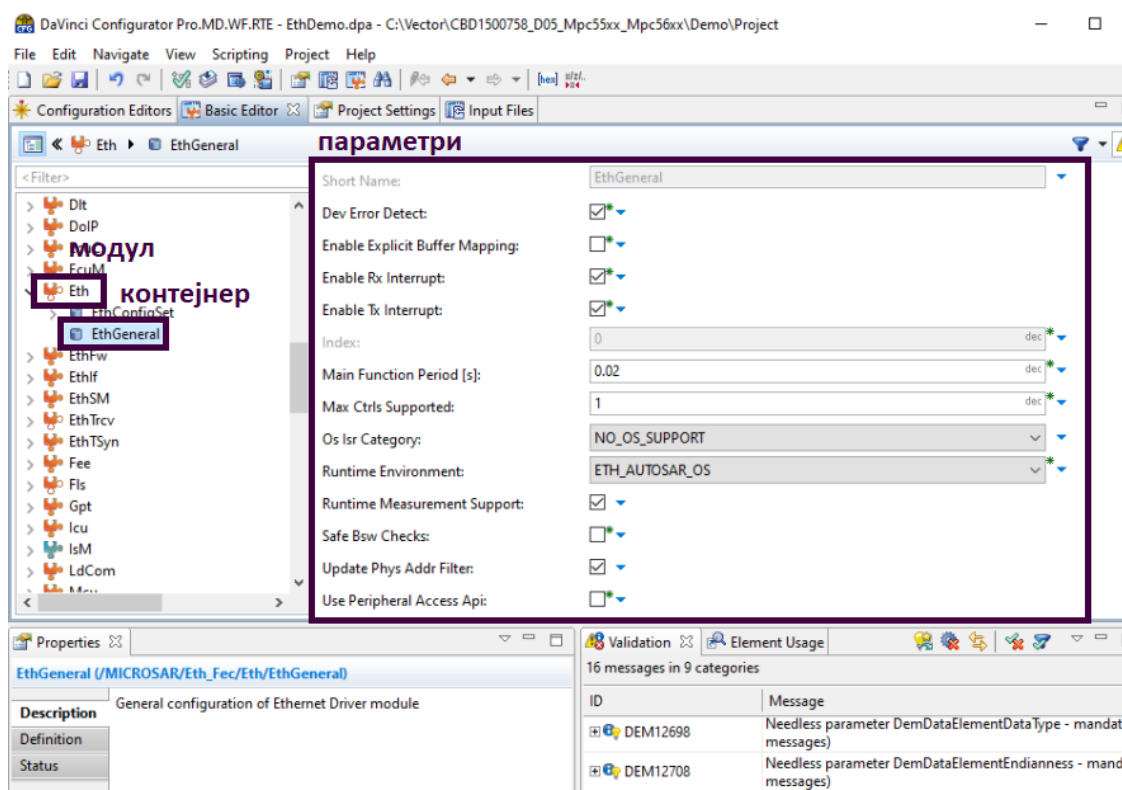 DaVinci Configurator Pro.MD.WF.RTE - EthDemo.dpa - C:\Vector\CBD1500758_D05_Mpc55xx_Mpc56xx\Demo\Project
File Edit Navigate View Scripting Project Help
Configuration Editors Basic Editor Project Settings Input Files
Eth EthGeneral
параметри
<Filter>
Dlt
DoIP
модул
EcuM
Eth
контејнер
EthConfigSet
EthGeneral
EthFw
EthIf
EthSM
EthTrcv
EthTSyn
Fee
Fls
Gpt
Icu
IsM
LdCom
Mcu
Short Name: EthGeneral
Dev Error Detect:
Enable Explicit Buffer Mapping:
Enable Rx Interrupt:
Enable Tx Interrupt:
Index: 0 dec
Main Function Period [s]: 0.02 dec
Max Ctrls Supported: 1 dec
Os Isr Category: NO_OS_SUPPORT
Runtime Environment: ETH_AUTOSAR_OS
Runtime Measurement Support:
Safe Bsw Checks:
Update Phys Addr Filter:
Use Peripheral Access Api:
Properties
EthGeneral (/MICROSAR/Eth_Fec/Eth/EthGeneral)
Description
Definition
Status
General configuration of Ethernet Driver module
Validation Element Usage
16 messages in 9 categories
ID Message
DEM12698 Needless parameter DemDataElementDataType - mandat
messages)
DEM12708 Needless parameter DemDataElementEndianness - mand
messages)